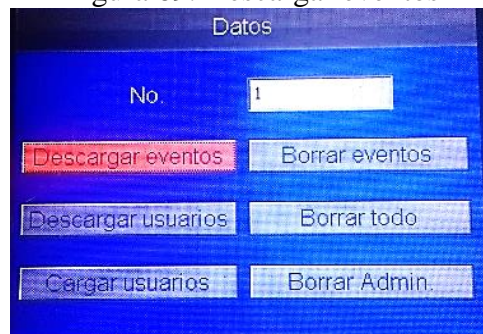 Datos
No. 1
Descargar eventos Borrar eventos
Descargar usuarios Borrar todo
Cargar usuarios Borrar Admin.